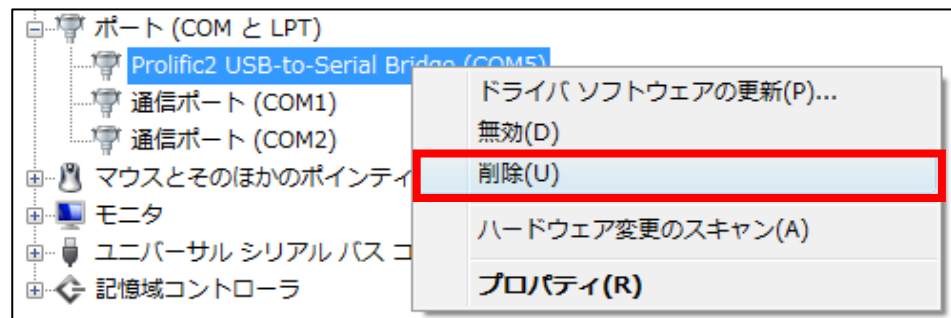 ポート (COM と LPT)
Prolific2 USB-to-Serial Bridge (COM5)
通信ポート (COM1)
通信ポート (COM2)
マウスとそのほかのポインティ
モニタ
ユニバーサル シリアル バス コ
記憶域コントローラ
ドライバ ソフトウェアの更新(P)...
無効(D)
削除(U)
ハードウェア変更のスキャン(A)
プロパティ(R)